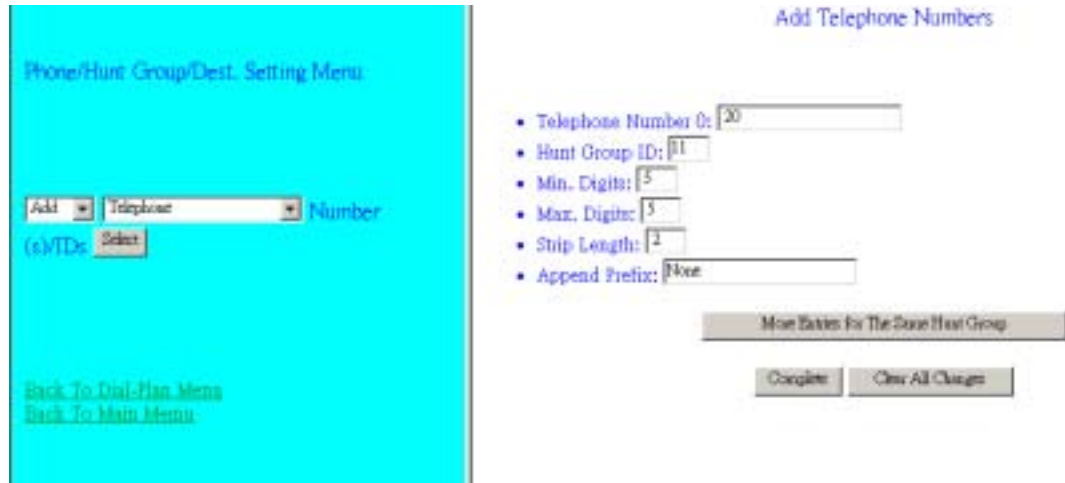 Phone/Hunt Group/Dest. Setting Menu
Add Telephone Number
(s)/IDs Select
Back To Dial-Plan Menu
Back To Main Menu
Add Telephone Numbers
Telephone Number 0: 20
Hunt Group ID: 11
Min. Digits: 5
Max. Digits: 5
Strip Length: 2
Append Prefix: None
More Entries for The Same Hunt Group
Complete Clear All Changes